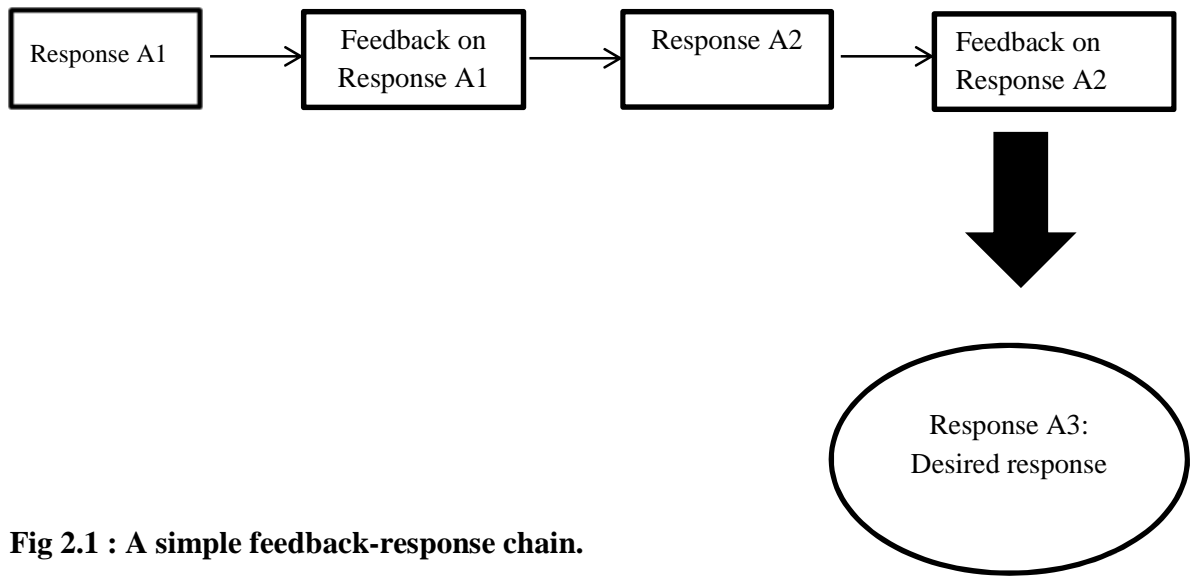 Response A1
Feedback on
Response A1
Response A2
Feedback on
Response A2
Response A3:
Desired response
Fig 2.1 : A simple feedback-response chain.